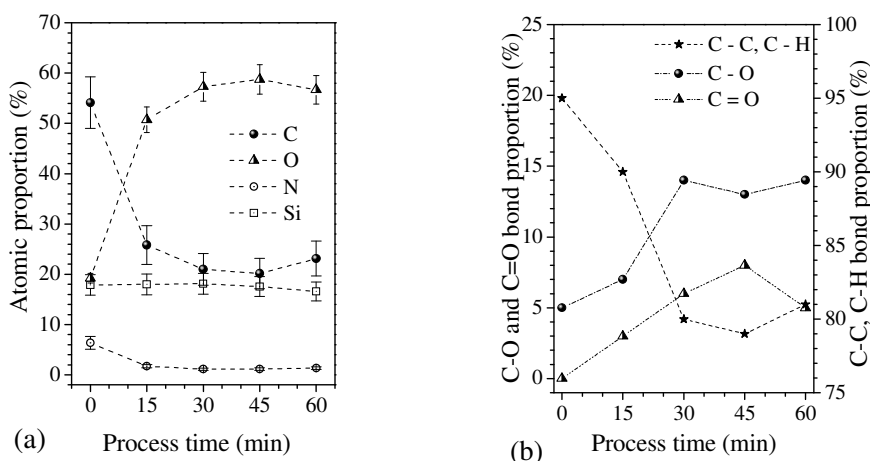 Atomic proportion (%)
70
60
50
40
30
20
10
0
C
O
N
Si
0 15 30 45 60
Process time (min)
(a)
C-O and C=O bond proportion (%)
25
20
15
10
5
0
C - C, C - H
C - O
C = O
100
95
90
85
80
75
C-C, C-H bond proportion (%)
0 15 30 45 60
Process time (min)
(b)